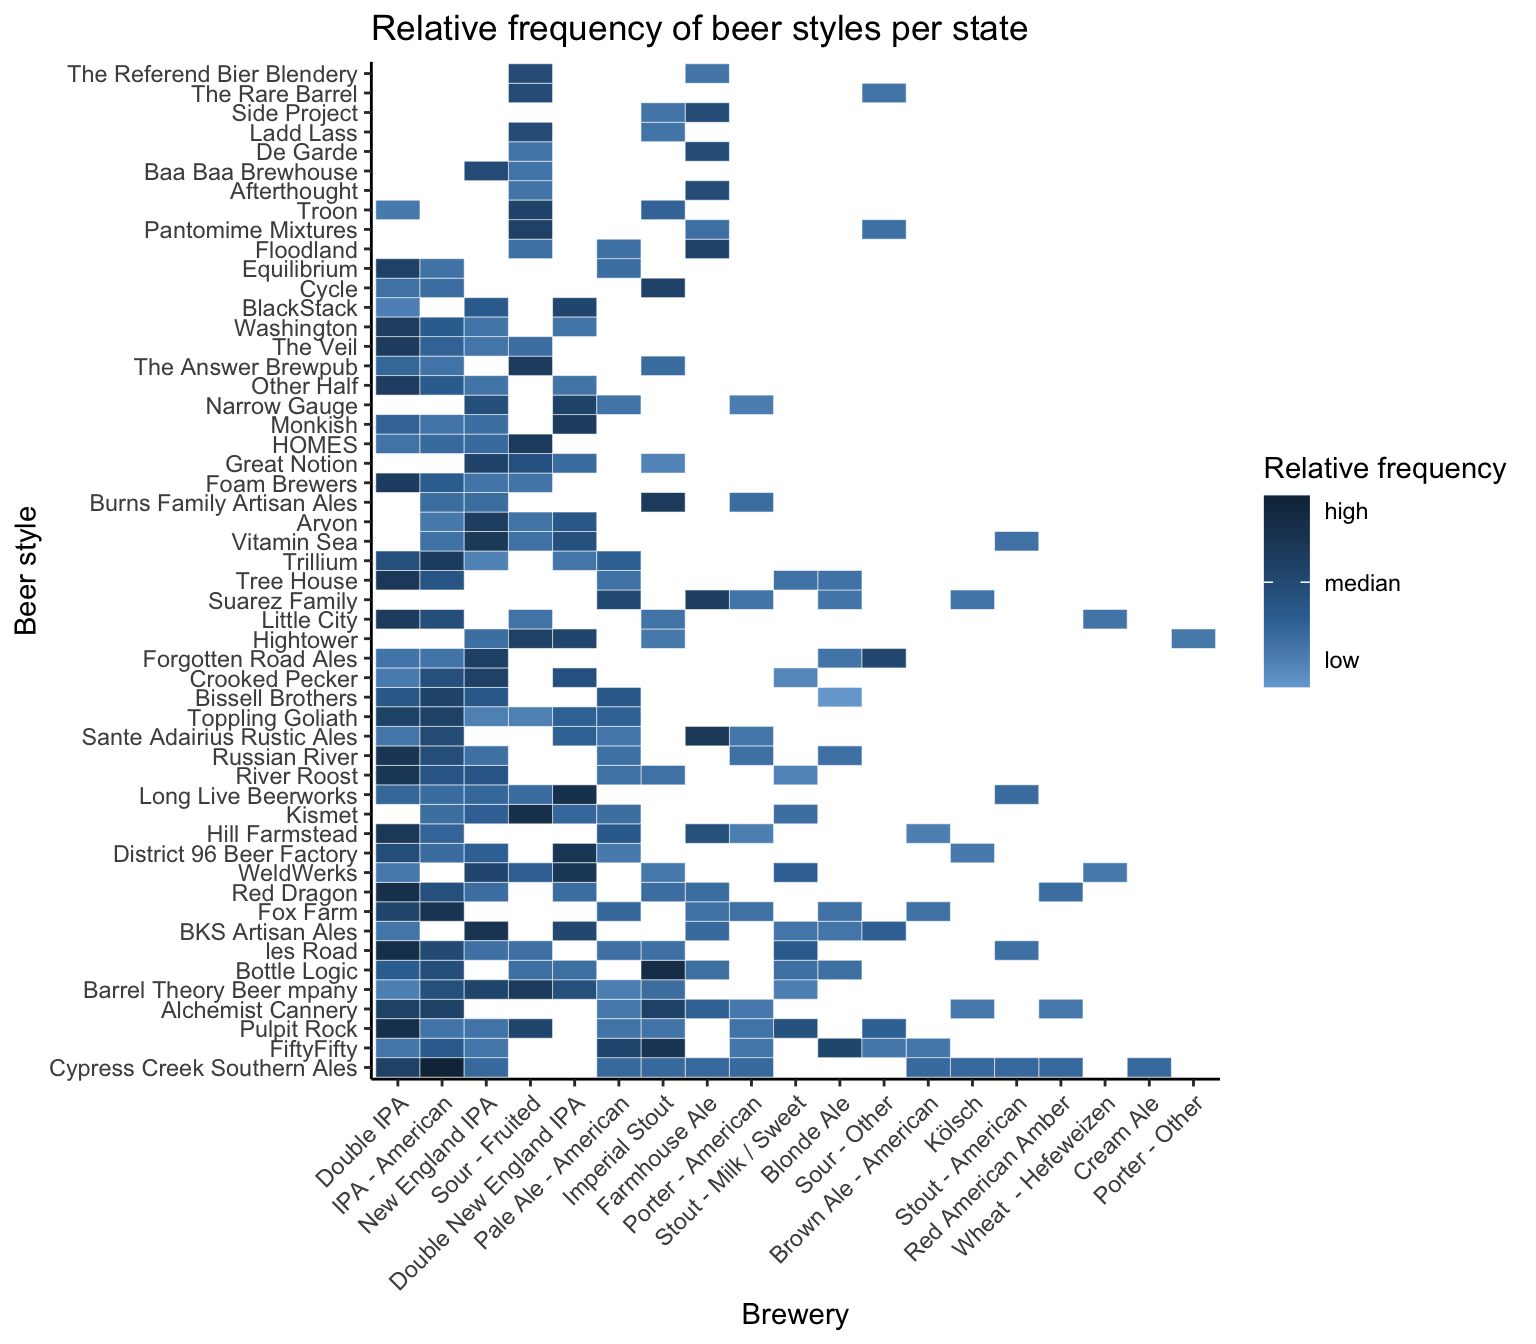 Relative frequency of beer styles per state
Beer style
The Referend Bier Blendery
The Rare Barrel
Side Project
Ladd Lass
De Garde
Baa Baa Brewhouse
Afterthought
Troon
Pantomime Mixtures
Floodland
Equilibrium
Cycle
BlackStack
Washington
The Veil
The Answer Brewpub
Other Half
Narrow Gauge
Monkish
HOMES
Great Notion
Foam Brewers
Burns Family Artisan Ales
Arvon
Vitamin Sea
Trillium
Tree House
Suarez Family
Little City
Hightower
Forgotten Road Ales
Crooked Pecker
Bissell Brothers
Toppling Goliath
Sante Adairius Rustic Ales
Russian River
River Roost
Long Live Beerworks
Kismet
Hill Farmstead
District 96 Beer Factory
WeldWerks
Red Dragon
Fox Farm
BKS Artisan Ales
les Road
Bottle Logic
Barrel Theory Beer mpany
Alchemist Cannery
Pulpit Rock
FiftyFifty
Cypress Creek Southern Ales
Double IPA
IPA - American
New England IPA
Sour - Fruited
Double New England IPA
Pale Ale - American
Imperial Stout
Farmhouse Ale
Porter - American
Stout - Milk / Sweet
Blonde Ale
Sour - Other
Brown Ale - American
Kölsch
Stout - American
Red American Amber
Wheat - Hefeweizen
Cream Ale
Porter - Other
Brewery
Relative frequency
high
median
low